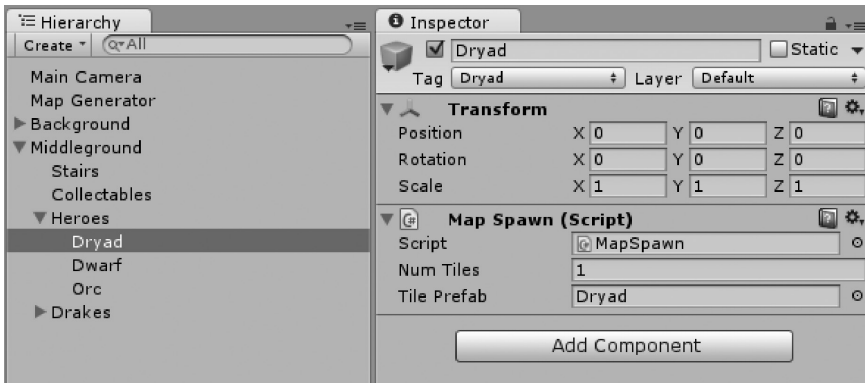 Hierarchy
Create
All
Main Camera
Map Generator
Background
Middleground
Stairs
Collectables
Heroes
Dryad
Dwarf
Orc
Drakes
Inspector
Dryad Static
Tag Dryad Layer Default
Transform
Position X 0 Y 0 Z 0
Rotation X 0 Y 0 Z 0
Scale X 1 Y 1 Z 1
C# Map Spawn (Script)
Script MapSpawn
Num Tiles 1
Tile Prefab Dryad
Add Component